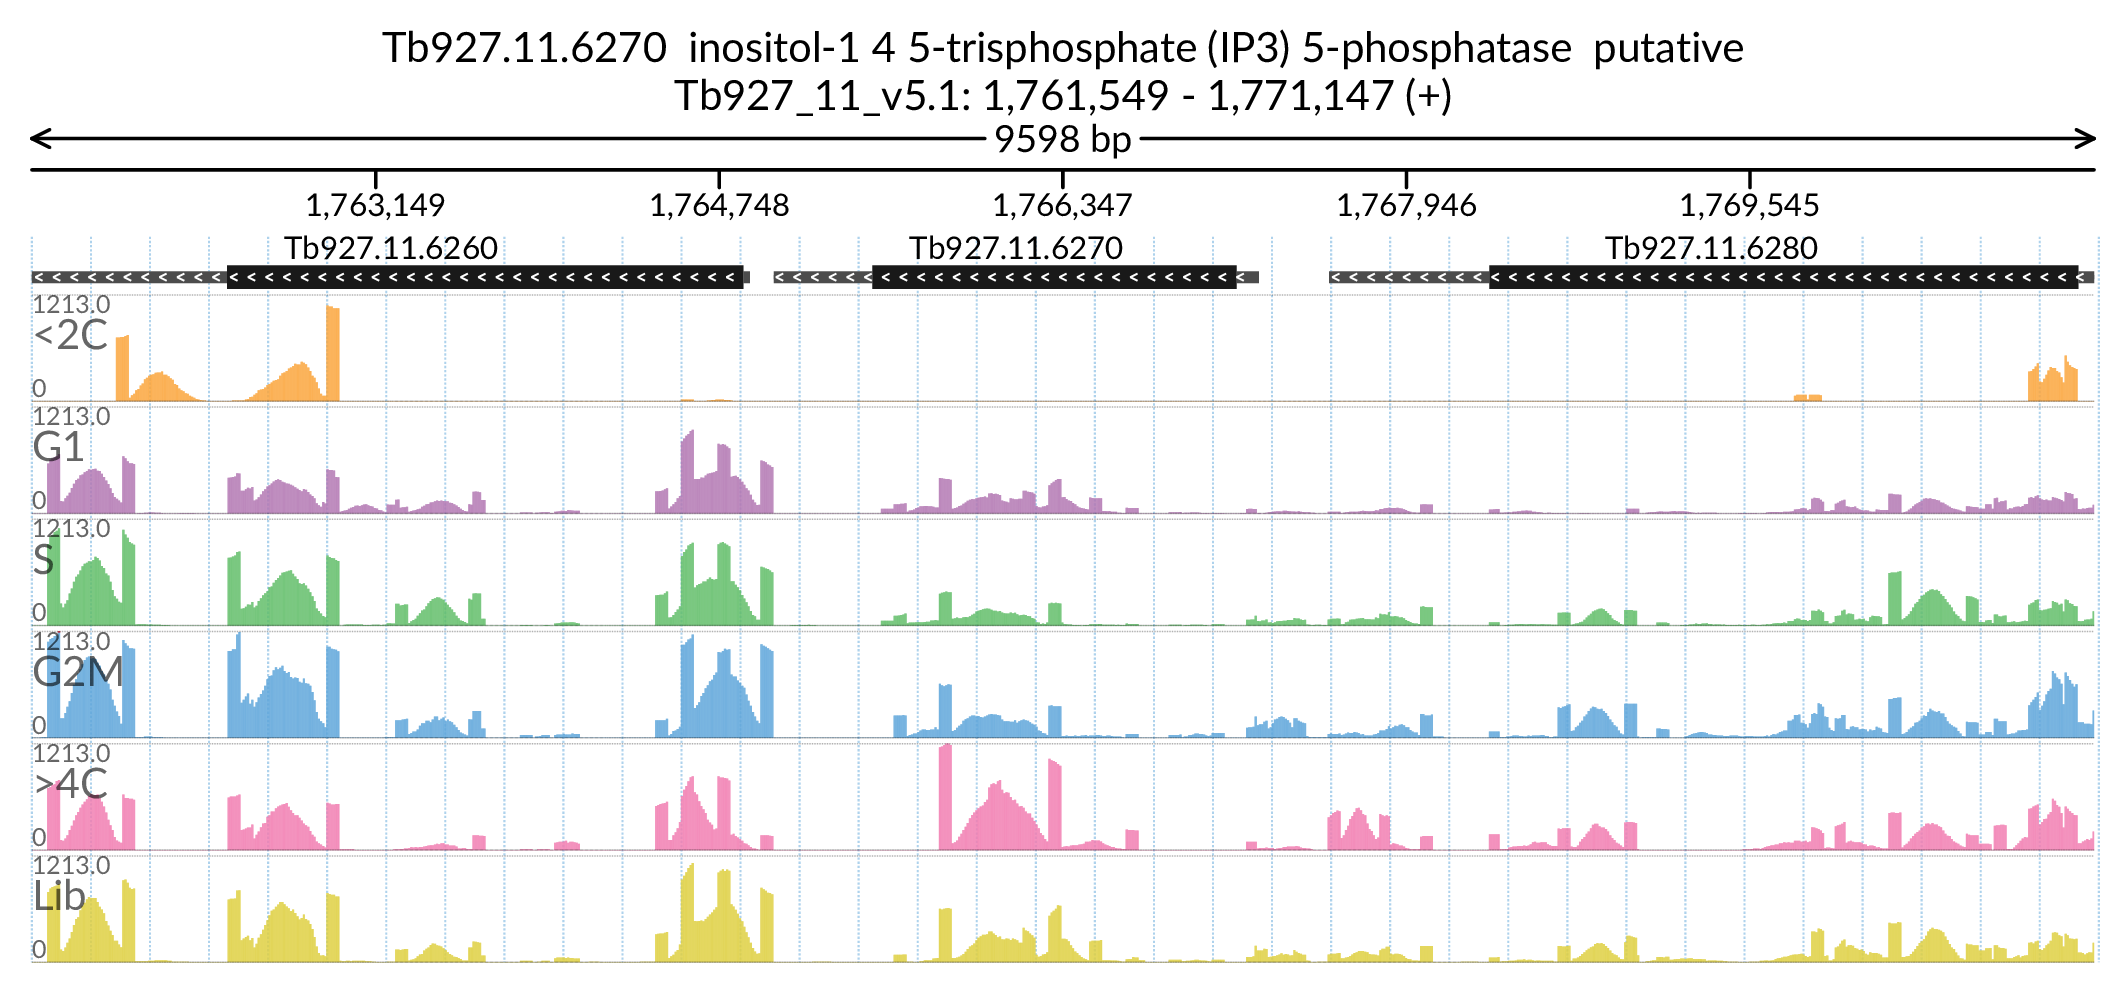 Tb927.11.6270  inositol-1 4 5-trisphosphate (IP3) 5-phosphatase  putative
Tb927_11_v5.1: 1,761,549 - 1,771,147 (+)
9598 bp
1,763,149 1,764,748 1,766,347 1,767,946 1,769,545
Tb927.11.6260 Tb927.11.6270 Tb927.11.6280
1213.0
<2C
0
1213.0
G1
0
1213.0
S
0
1213.0
G2M
0
1213.0
>4C
0
1213.0
Lib
0